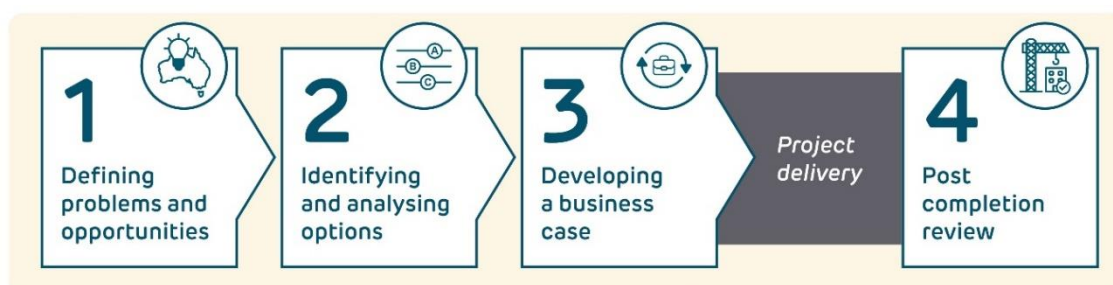 1
Defining
problems and
opportunities
A
B
C
2
Identifying
and analysing
options
3
Developing
a business
case
Project
delivery
4
Post
completion
review